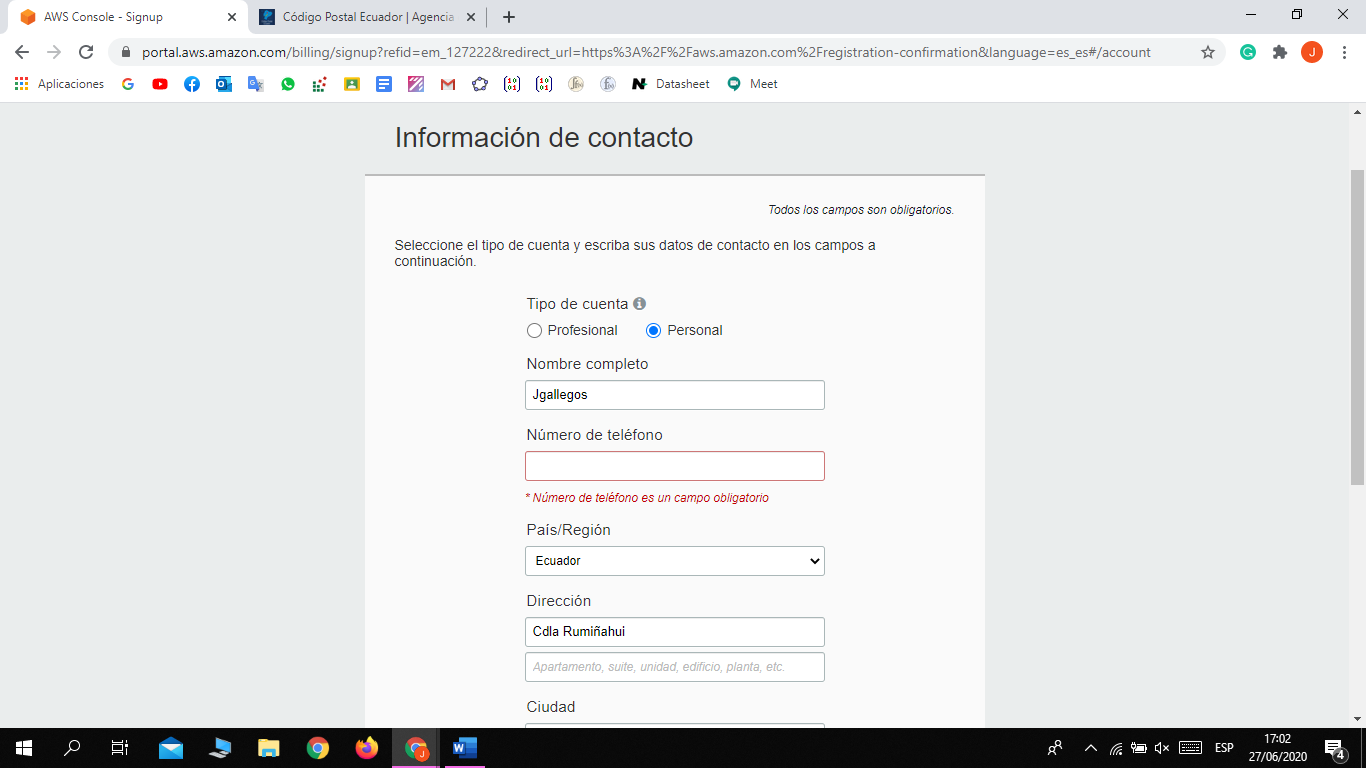 AWS Console - Signup
Código Postal Ecuador | Agencia
portal.aws.amazon.com/billing/signup?refid=em_127222&redirect_url=https%3A%2F%2Faws.amazon.com%2Fregistration-confirmation&language=es_es#/account
J
Aplicaciones
Datasheet
Meet
Información de contacto
Todos los campos son obligatorios.
Seleccione el tipo de cuenta y escriba sus datos de contacto en los campos a
continuación.
Tipo de cuenta
Profesional
Personal
Nombre completo
Jgallegos
Número de teléfono
* Número de teléfono es un campo obligatorio
País/Región
Ecuador
Dirección
Cdla Rumiñahui
Apartamento, suite, unidad, edificio, planta, etc.
Ciudad
ESP
17:02
27/06/2020
4